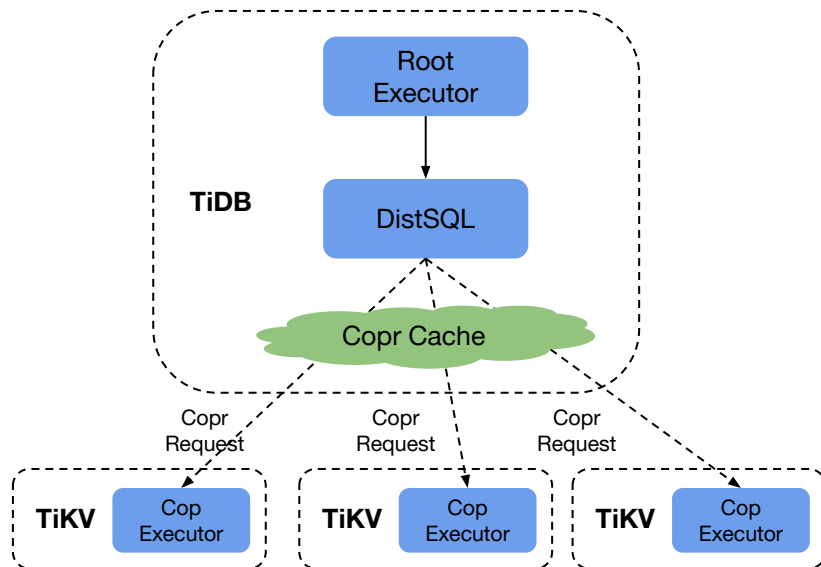 Root
Executor
TiDB
DistSQL
Copr Cache
Copr
Request
Copr
Request
Copr
Request
TiKV
Cop
Executor
TiKV
Cop
Executor
TiKV
Cop
Executor